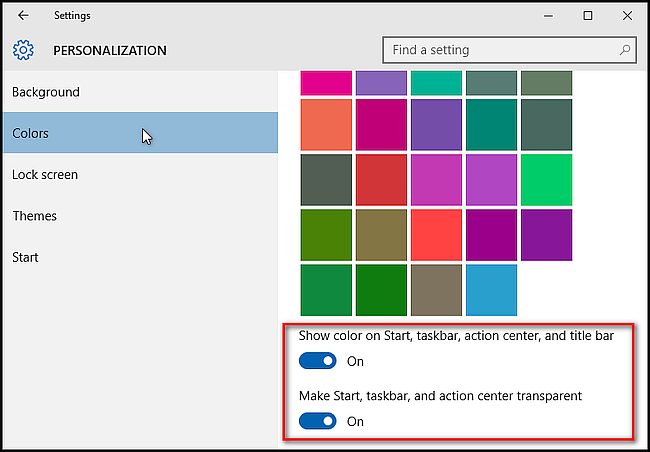 Settings
PERSONALIZATION
Find a setting
Background
Colors
Lock screen
Themes
Start
Show color on Start, taskbar, action center, and title bar
On
Make Start, taskbar, and action center transparent
On